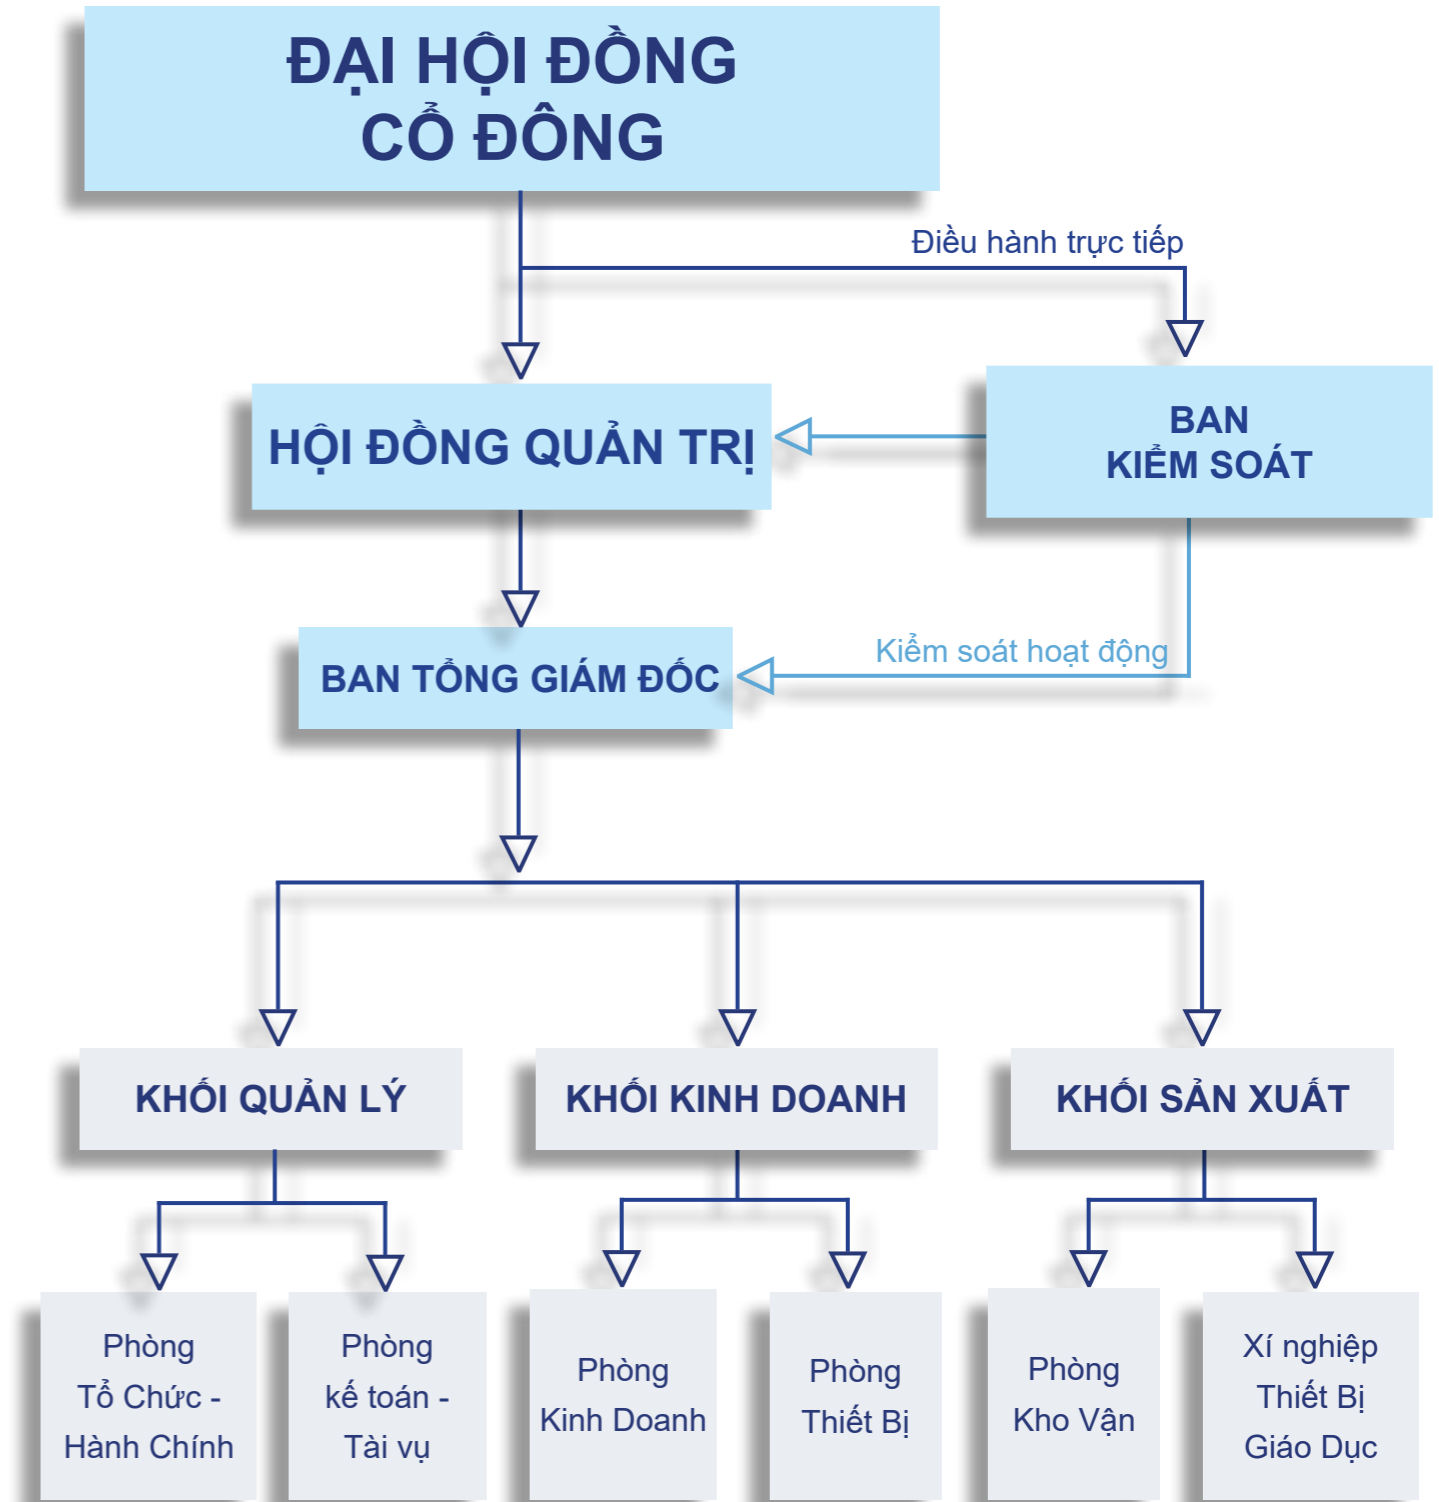 ĐẠI HỘI ĐỒNG
CỔ ĐÔNG
Điều hành trực tiếp
HỘI ĐỒNG QUẢN TRỊ
BAN
KIỂM SOÁT
BAN TỔNG GIÁM ĐỐC
Kiểm soát hoạt động
KHỐI QUẢN LÝ
KHỐI KINH DOANH
KHỐI SẢN XUẤT
Phòng
Tổ Chức -
Hành Chính
Phòng
kế toán -
Tài vụ
Phòng
Kinh Doanh
Phòng
Thiết Bị
Phòng
Kho Vận
Xí nghiệp
Thiết Bị
Giáo Dục